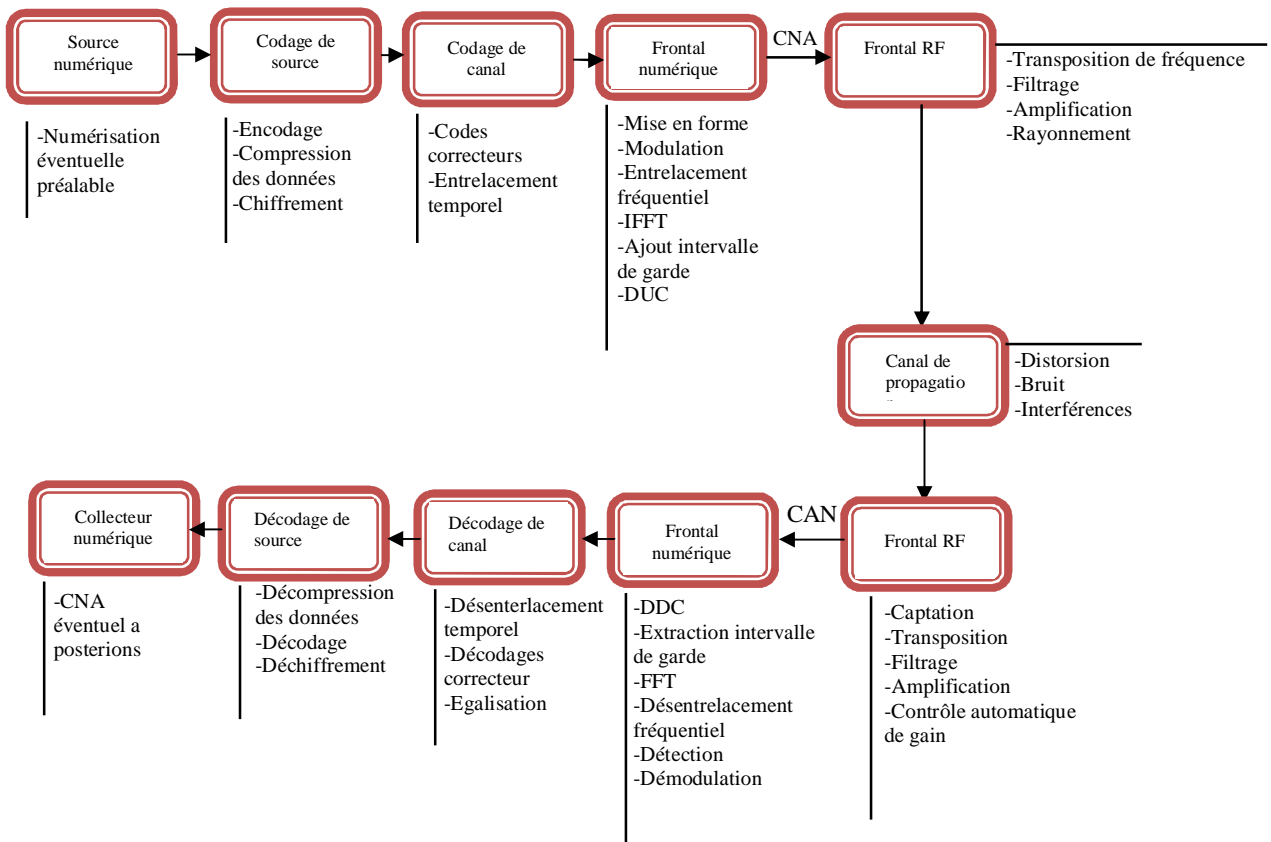 Source
numérique
Codage de
source
Codage de
canal
Frontal
numérique
CNA
Frontal RF
-Transposition de fréquence
-Filtrage
-Amplification
-Rayonnement
-Numérisation
éventuelle
préalable
-Encodage
-Compression
des données
-Chiffrement
-Codes
correcteurs
-Entrelacement
temporel
-Mise en forme
-Modulation
-Entrelacement
fréquentiel
-IFFT
-Ajout intervalle
de garde
-DUC
Canal de
propagatio
-Distorsion
-Bruit
-Interférences
Collecteur
numérique
Décodage de
source
Décodage de
canal
Frontal
numérique
CAN
Frontal RF
-CNA
éventuel a
posterions
-Décompression
des données
-Décodage
-Déchiffrement
-Désenterlacement
temporel
-Décodages
correcteur
-Egalisation
-DDC
-Extraction intervalle
de garde
-FFT
-Désentrelacement
fréquentiel
-Détection
-Démodulation
-Captation
-Transposition
-Filtrage
-Amplification
-Contrôle automatique
de gain